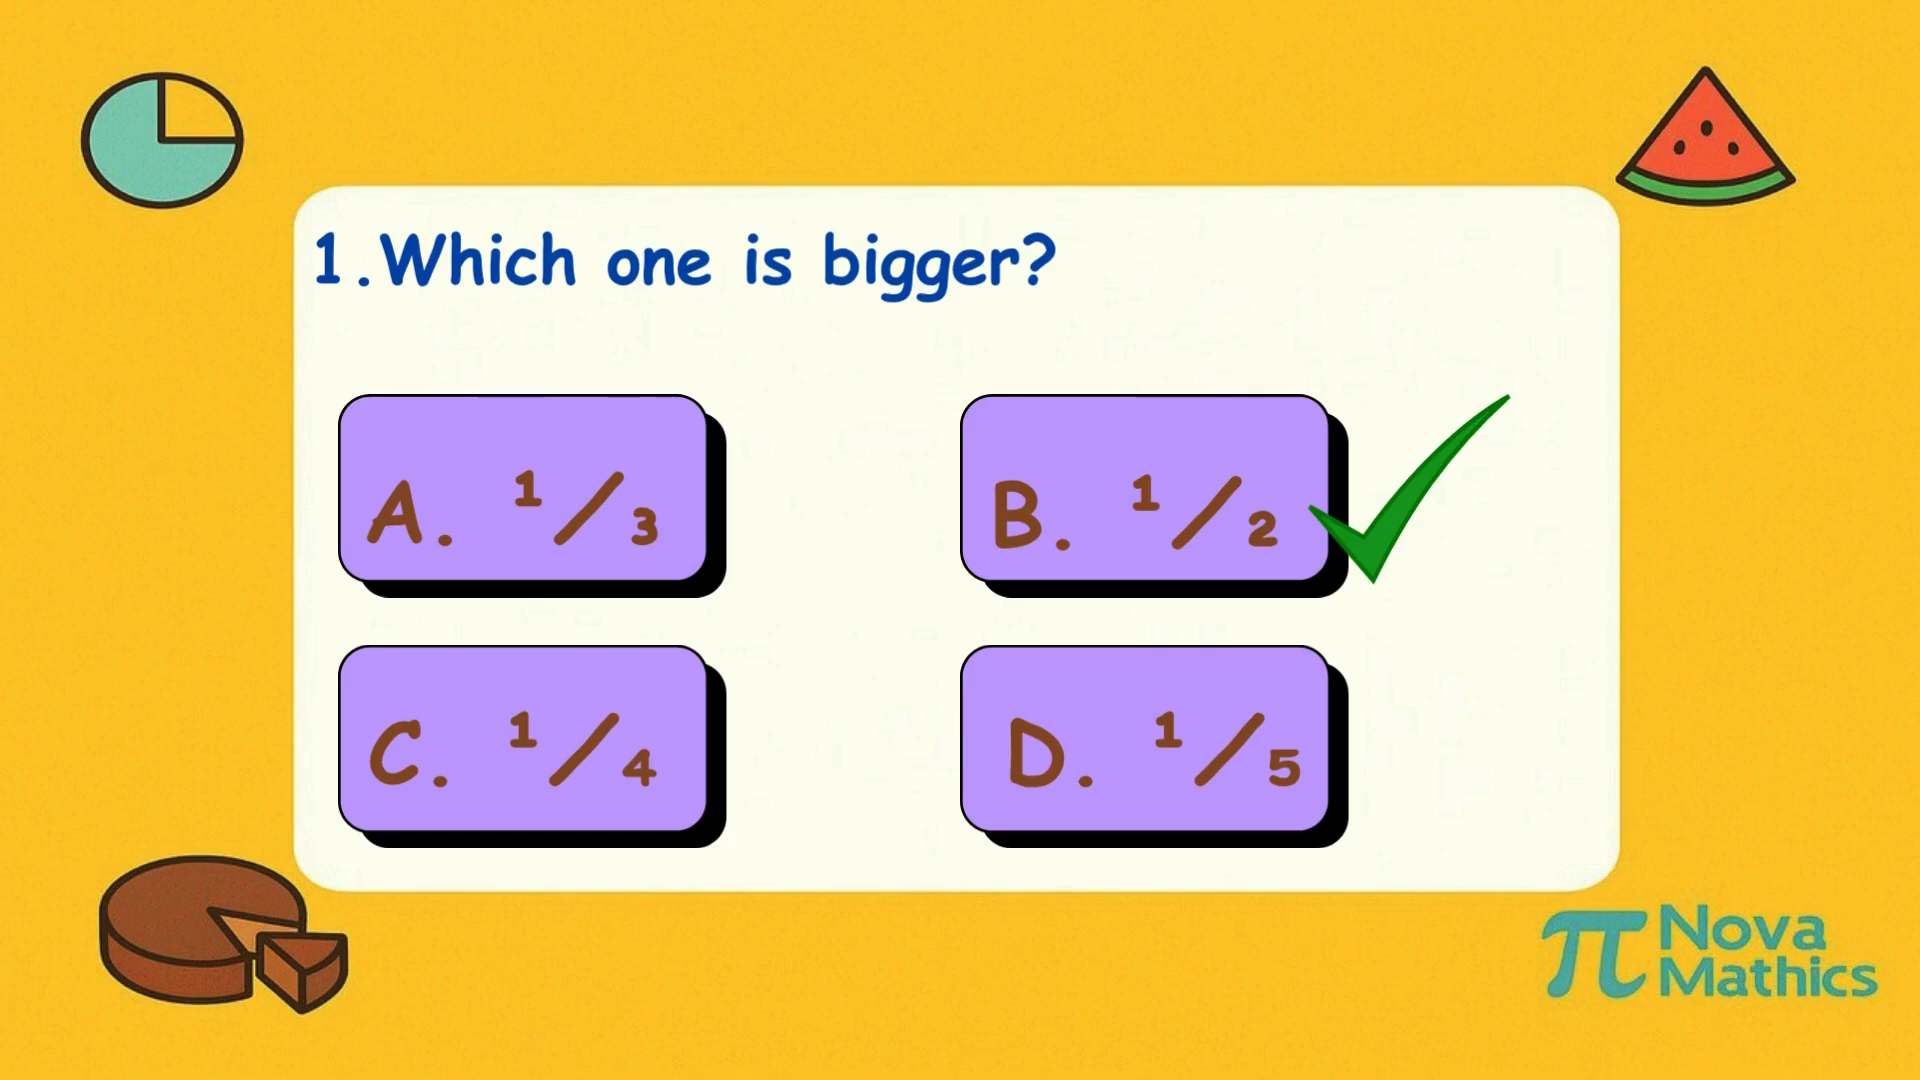 1.Which one is bigger?
A. ¹/₃
B. ¹/₂
C. ¹/₄
D. ¹/₅
π Nova
Mathics